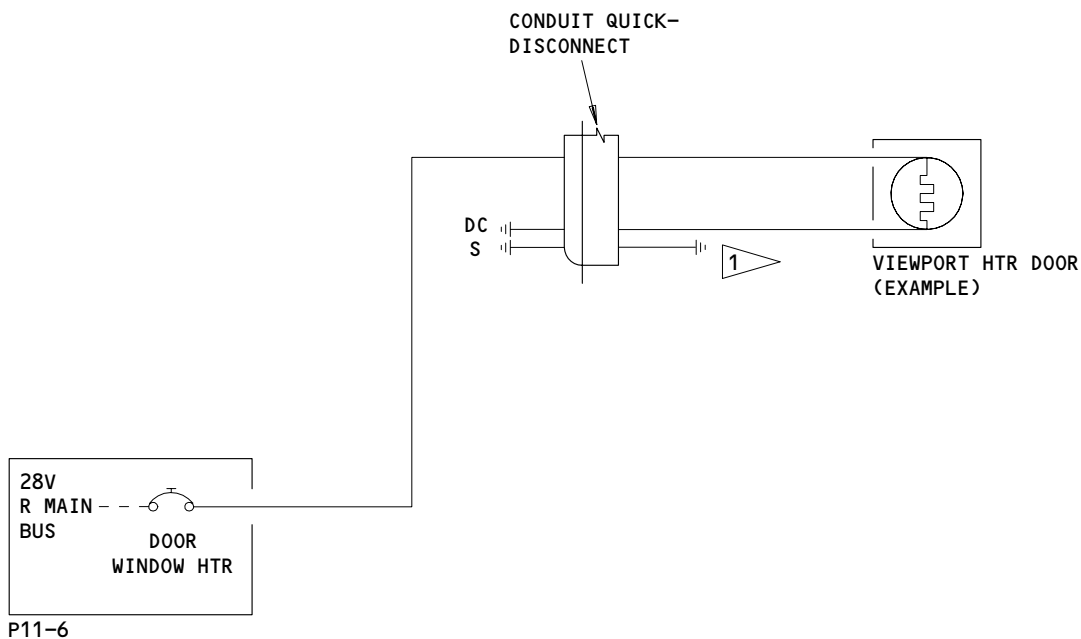 CONDUIT QUICK-
DISCONNECT
DC
S
1
VIEWPORT HTR DOOR
(EXAMPLE)
28V
R MAIN
BUS
DOOR
WINDOW HTR
P11-6